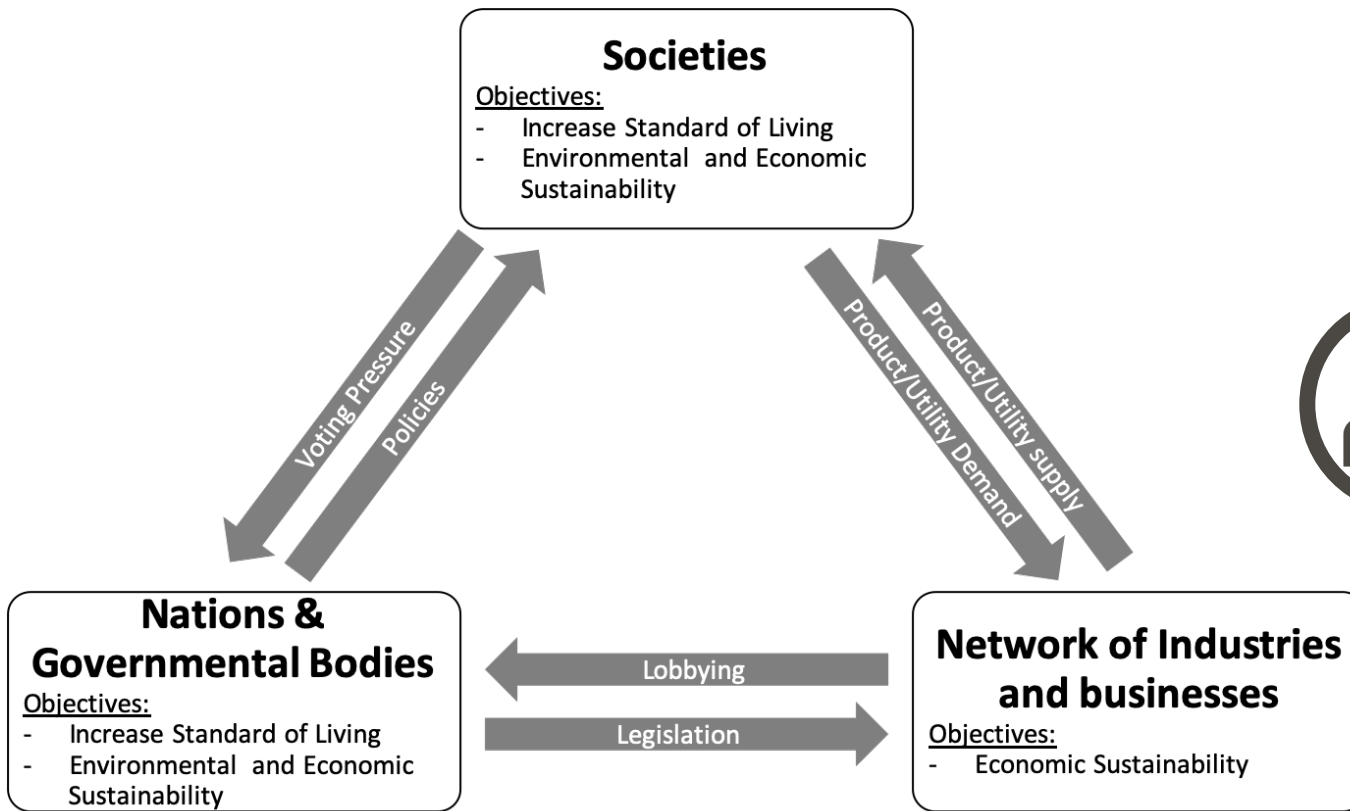 Societies
Objectives:
- Increase Standard of Living
- Environmental and Economic
Sustainability
Voting Pressure
Policies
Product/Utility Demand
Product/Utility supply
Nations &
Governmental Bodies
Objectives:
- Increase Standard of Living
- Environmental and Economic
Sustainability
Lobbying
Legislation
Network of Industries
and businesses
Objectives:
- Economic Sustainability